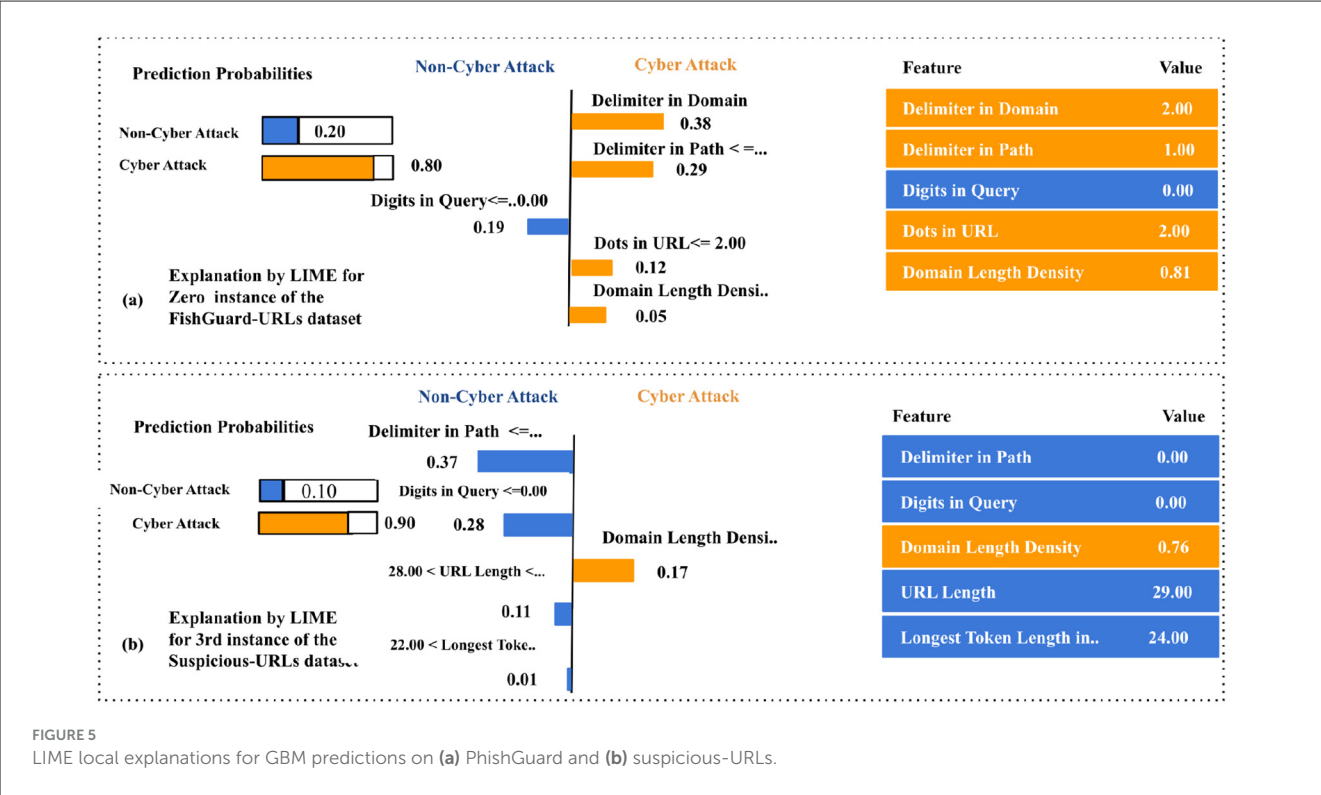 Prediction Probabilities
Non-Cyber Attack
0.20
Cyber Attack
0.80
Non-Cyber Attack
Cyber Attack
Delimiter in Domain
0.38
Delimiter in Path < =...
0.29
Digits in Query<=..0.00
0.19
Dots in URL<= 2.00
0.12
Domain Length Densi..
0.05
(a)
Explanation by LIME for
Zero instance of the
FishGuard-URLs dataset
Feature Value
Delimiter in Domain 2.00
Delimiter in Path 1.00
Digits in Query 0.00
Dots in URL 2.00
Domain Length Density 0.81
Prediction Probabilities
Non-Cyber Attack
0.10
Cyber Attack
0.90
Non-Cyber Attack
Cyber Attack
Delimiter in Path <=...
0.37
Digits in Query <=0.00
0.28
Domain Length Densi..
0.17
28.00 < URL Length <...
0.11
22.00 < Longest Toke..
0.01
(b)
Explanation by LIME
for 3rd instance of the
Suspicious-URLs dataset
Feature Value
Delimiter in Path 0.00
Digits in Query 0.00
Domain Length Density 0.76
URL Length 29.00
Longest Token Length in.. 24.00
FIGURE 5
LIME local explanations for GBM predictions on (a) PhishGuard and (b) suspicious-URLs.